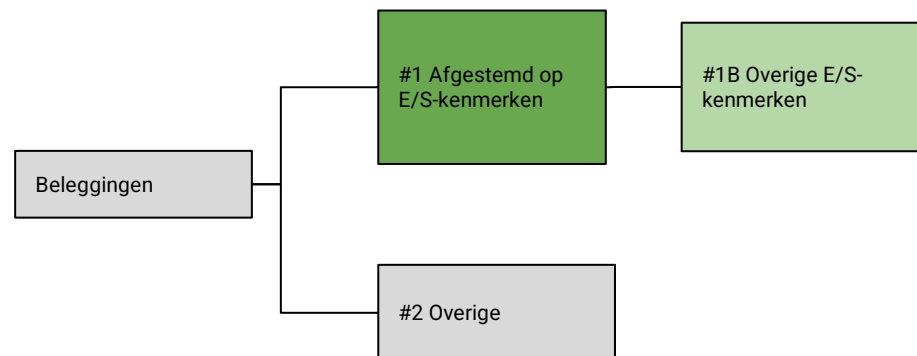 #1 Afgestemd op
E/S-kenmerken
#1B Overige E/S-
kenmerken
Beleggingen
#2 Overige